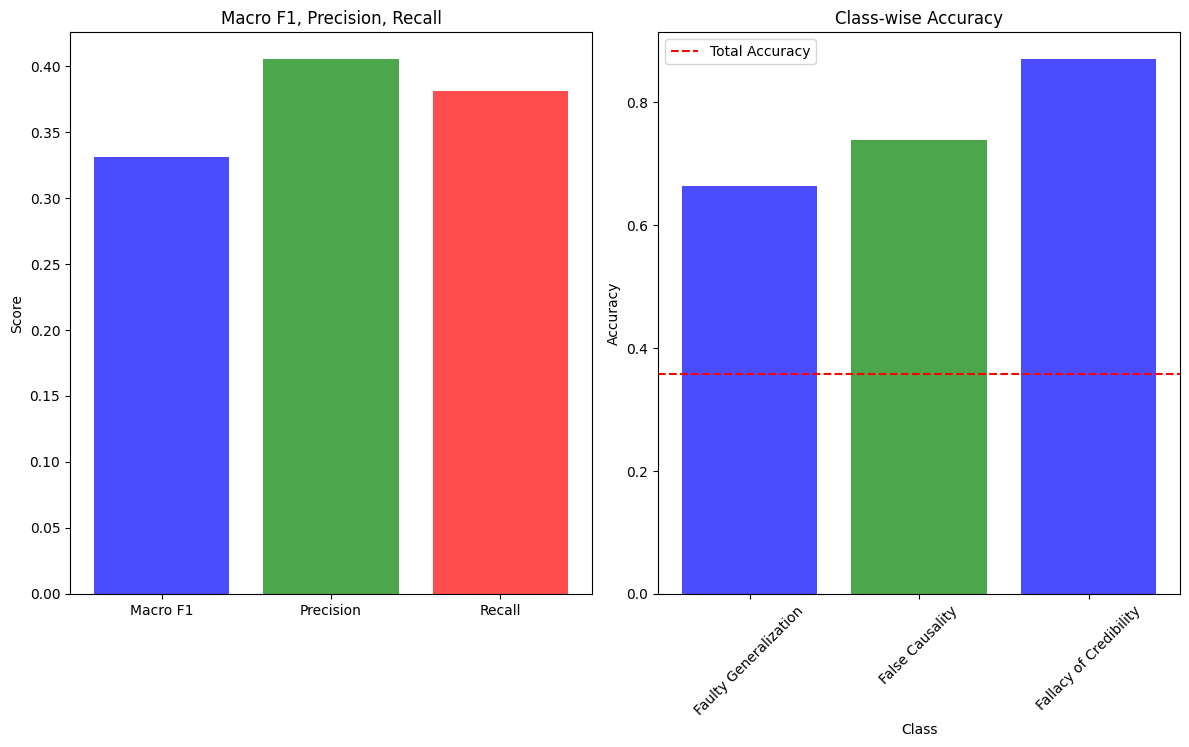 Macro F1, Precision, Recall
Score
0.40
0.35
0.30
0.25
0.20
0.15
0.10
0.05
0.00
Macro F1
Precision
Recall
Class-wise Accuracy
Total Accuracy
Accuracy
0.8
0.6
0.4
0.2
0.0
Faulty Generalization
False Causality
Fallacy of Credibility
Class